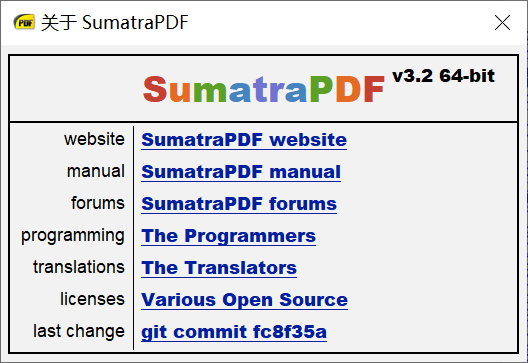 关于 SumatraPDF
SumatraPDF v3.2 64-bit
website SumatraPDF website
manual SumatraPDF manual
forums SumatraPDF forums
programming The Programmers
translations The Translators
licenses Various Open Source
last change git commit fc8f35a